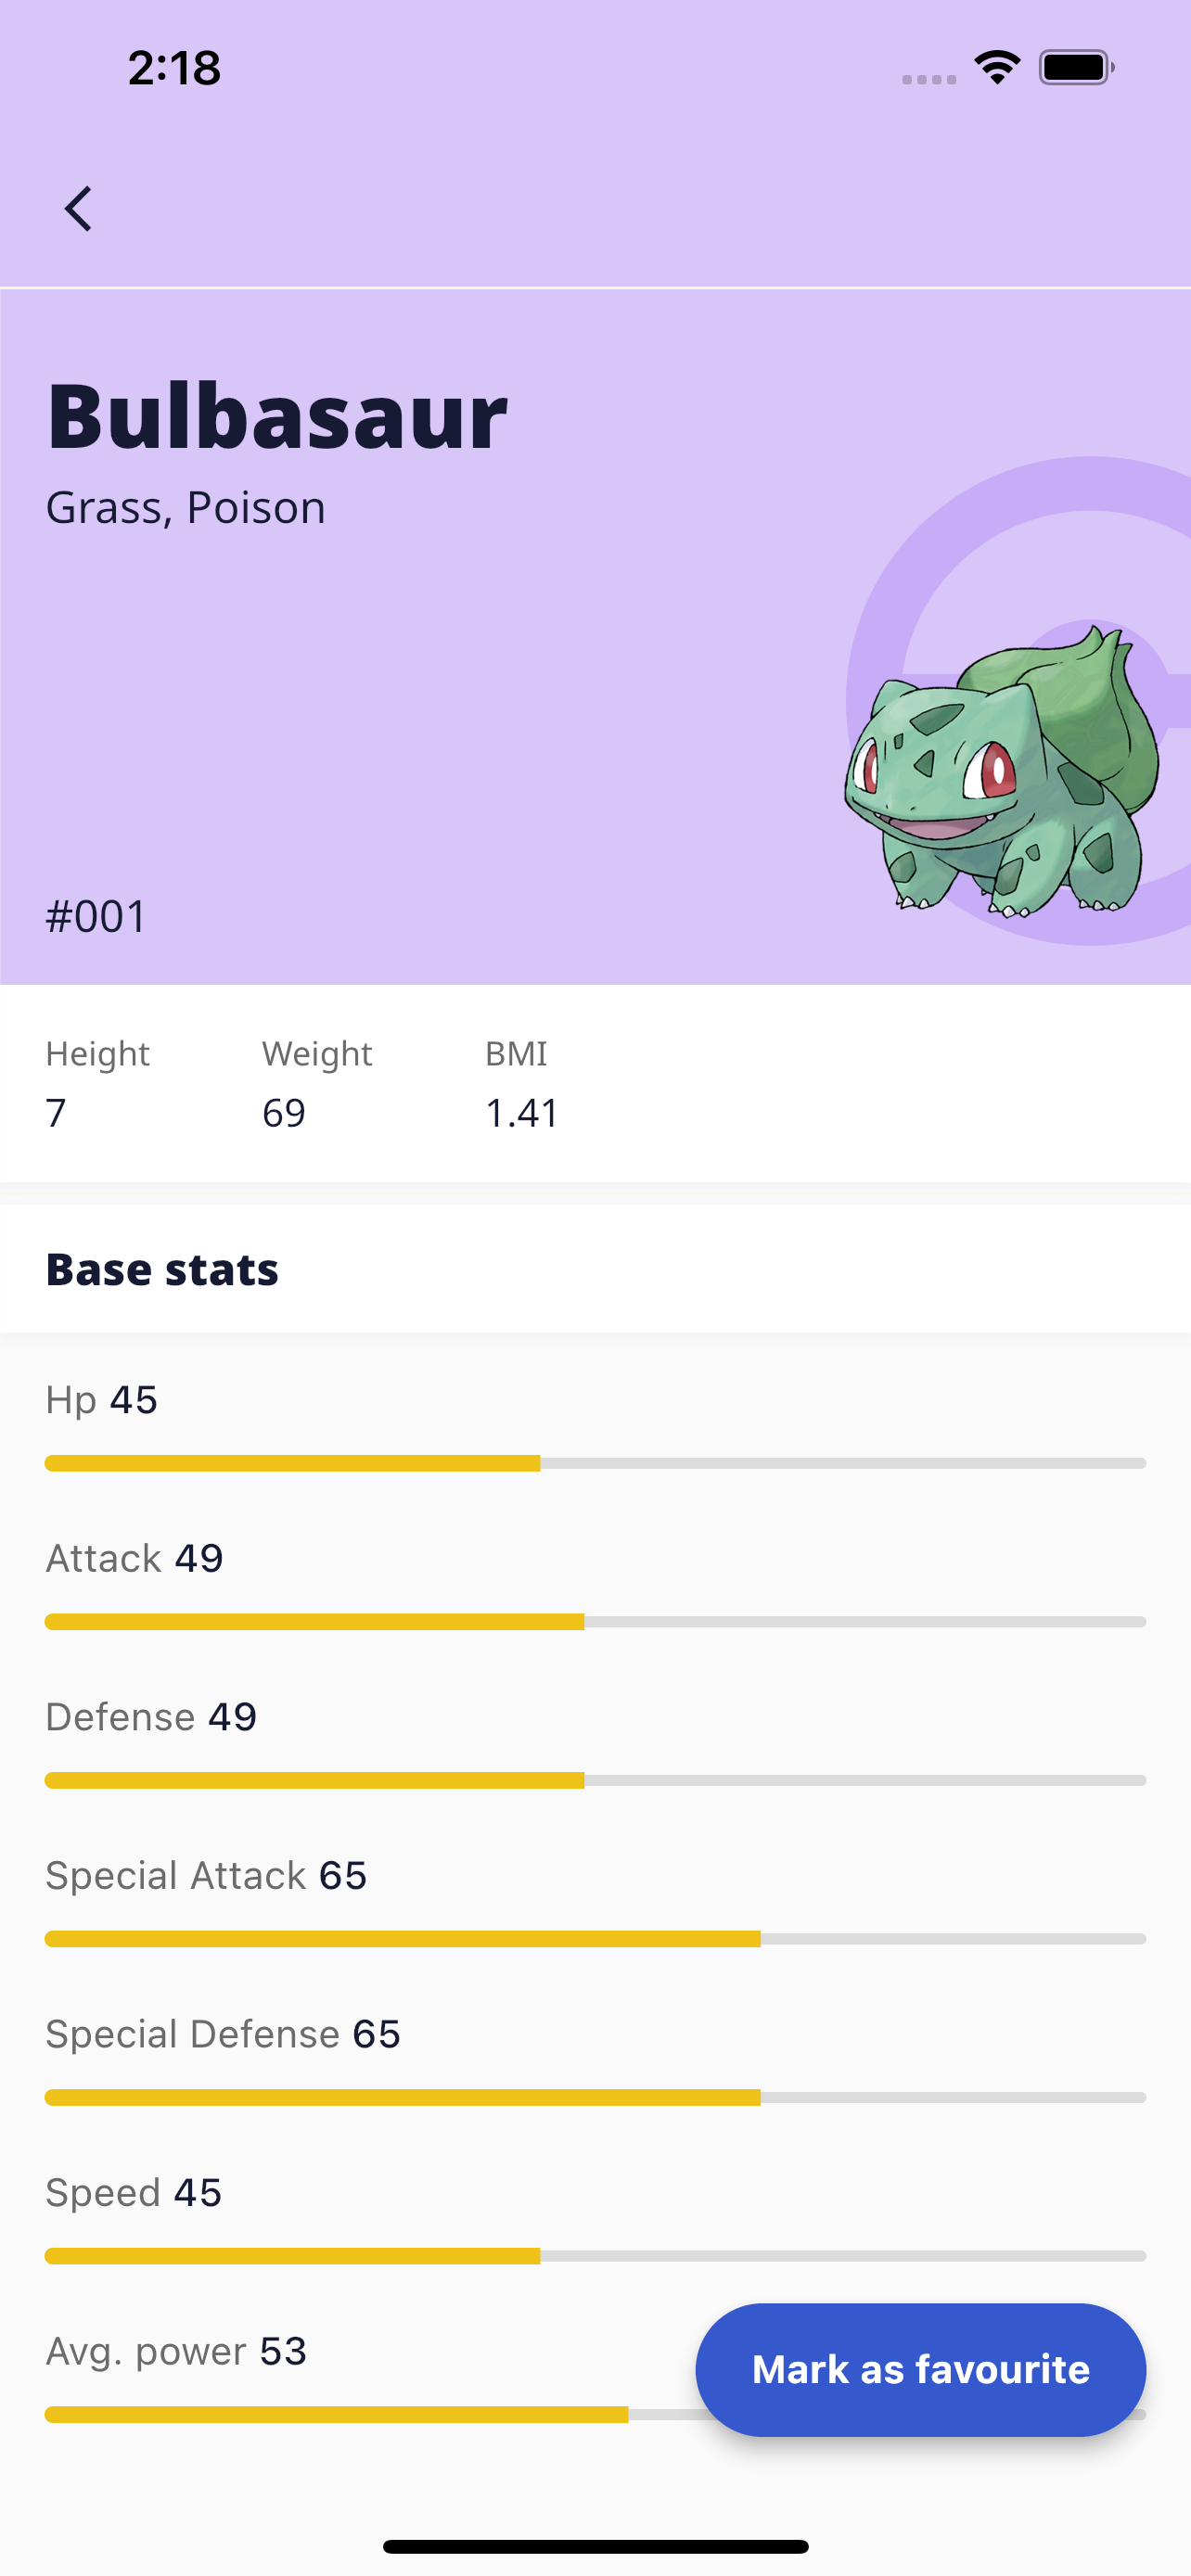 2:18
Bulbasaur
Grass, Poison
#001
Height Weight BMI
7 69 1.41
Base stats
Hp 45
Attack 49
Defense 49
Special Attack 65
Special Defense 65
Speed 45
Avg. power 53
Mark as favourite